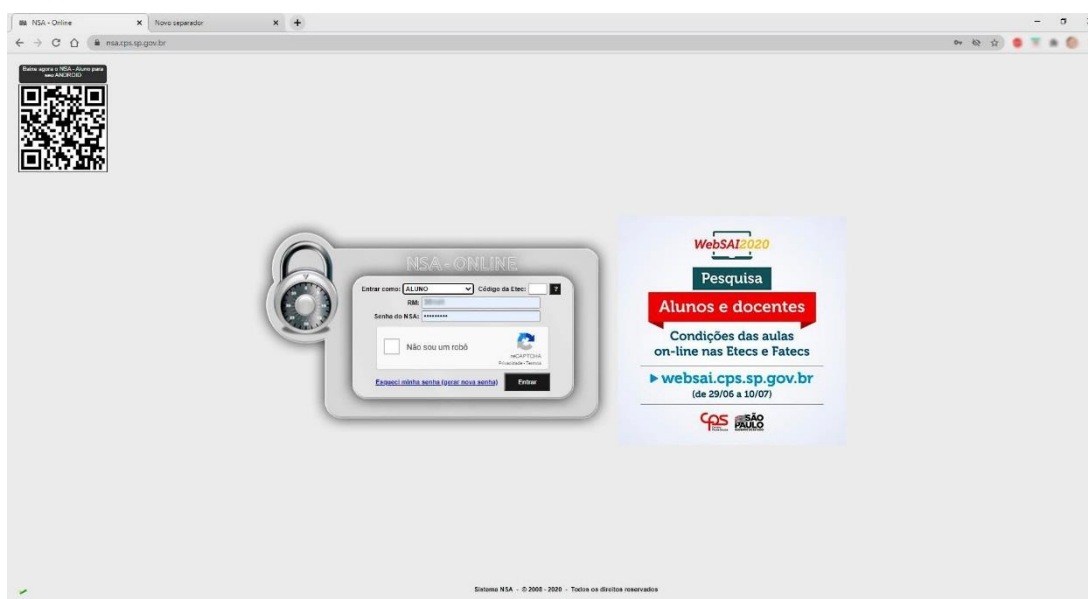 NSA - Online
Novo separador
nsa.cps.sp.gov.br
Baixe agora o NSA - Aluno para
seu ANDROID
NSA - ONLINE
Entrar como: ALUNO Código da Etec: ?
RM:
Senha do NSA: •••••••••
Não sou um robô
reCAPTCHA
Privacidade - Termos
Esqueci minha senha (gerar nova senha) Entrar
WebSAI2020
Pesquisa
Alunos e docentes
Condições das aulas
on-line nas Etecs e Fatecs
websai.cps.sp.gov.br
(de 29/06 a 10/07)
CPS SÃO
PAULO
Sistema NSA - © 2008 - 2020 - Todos os direitos reservados